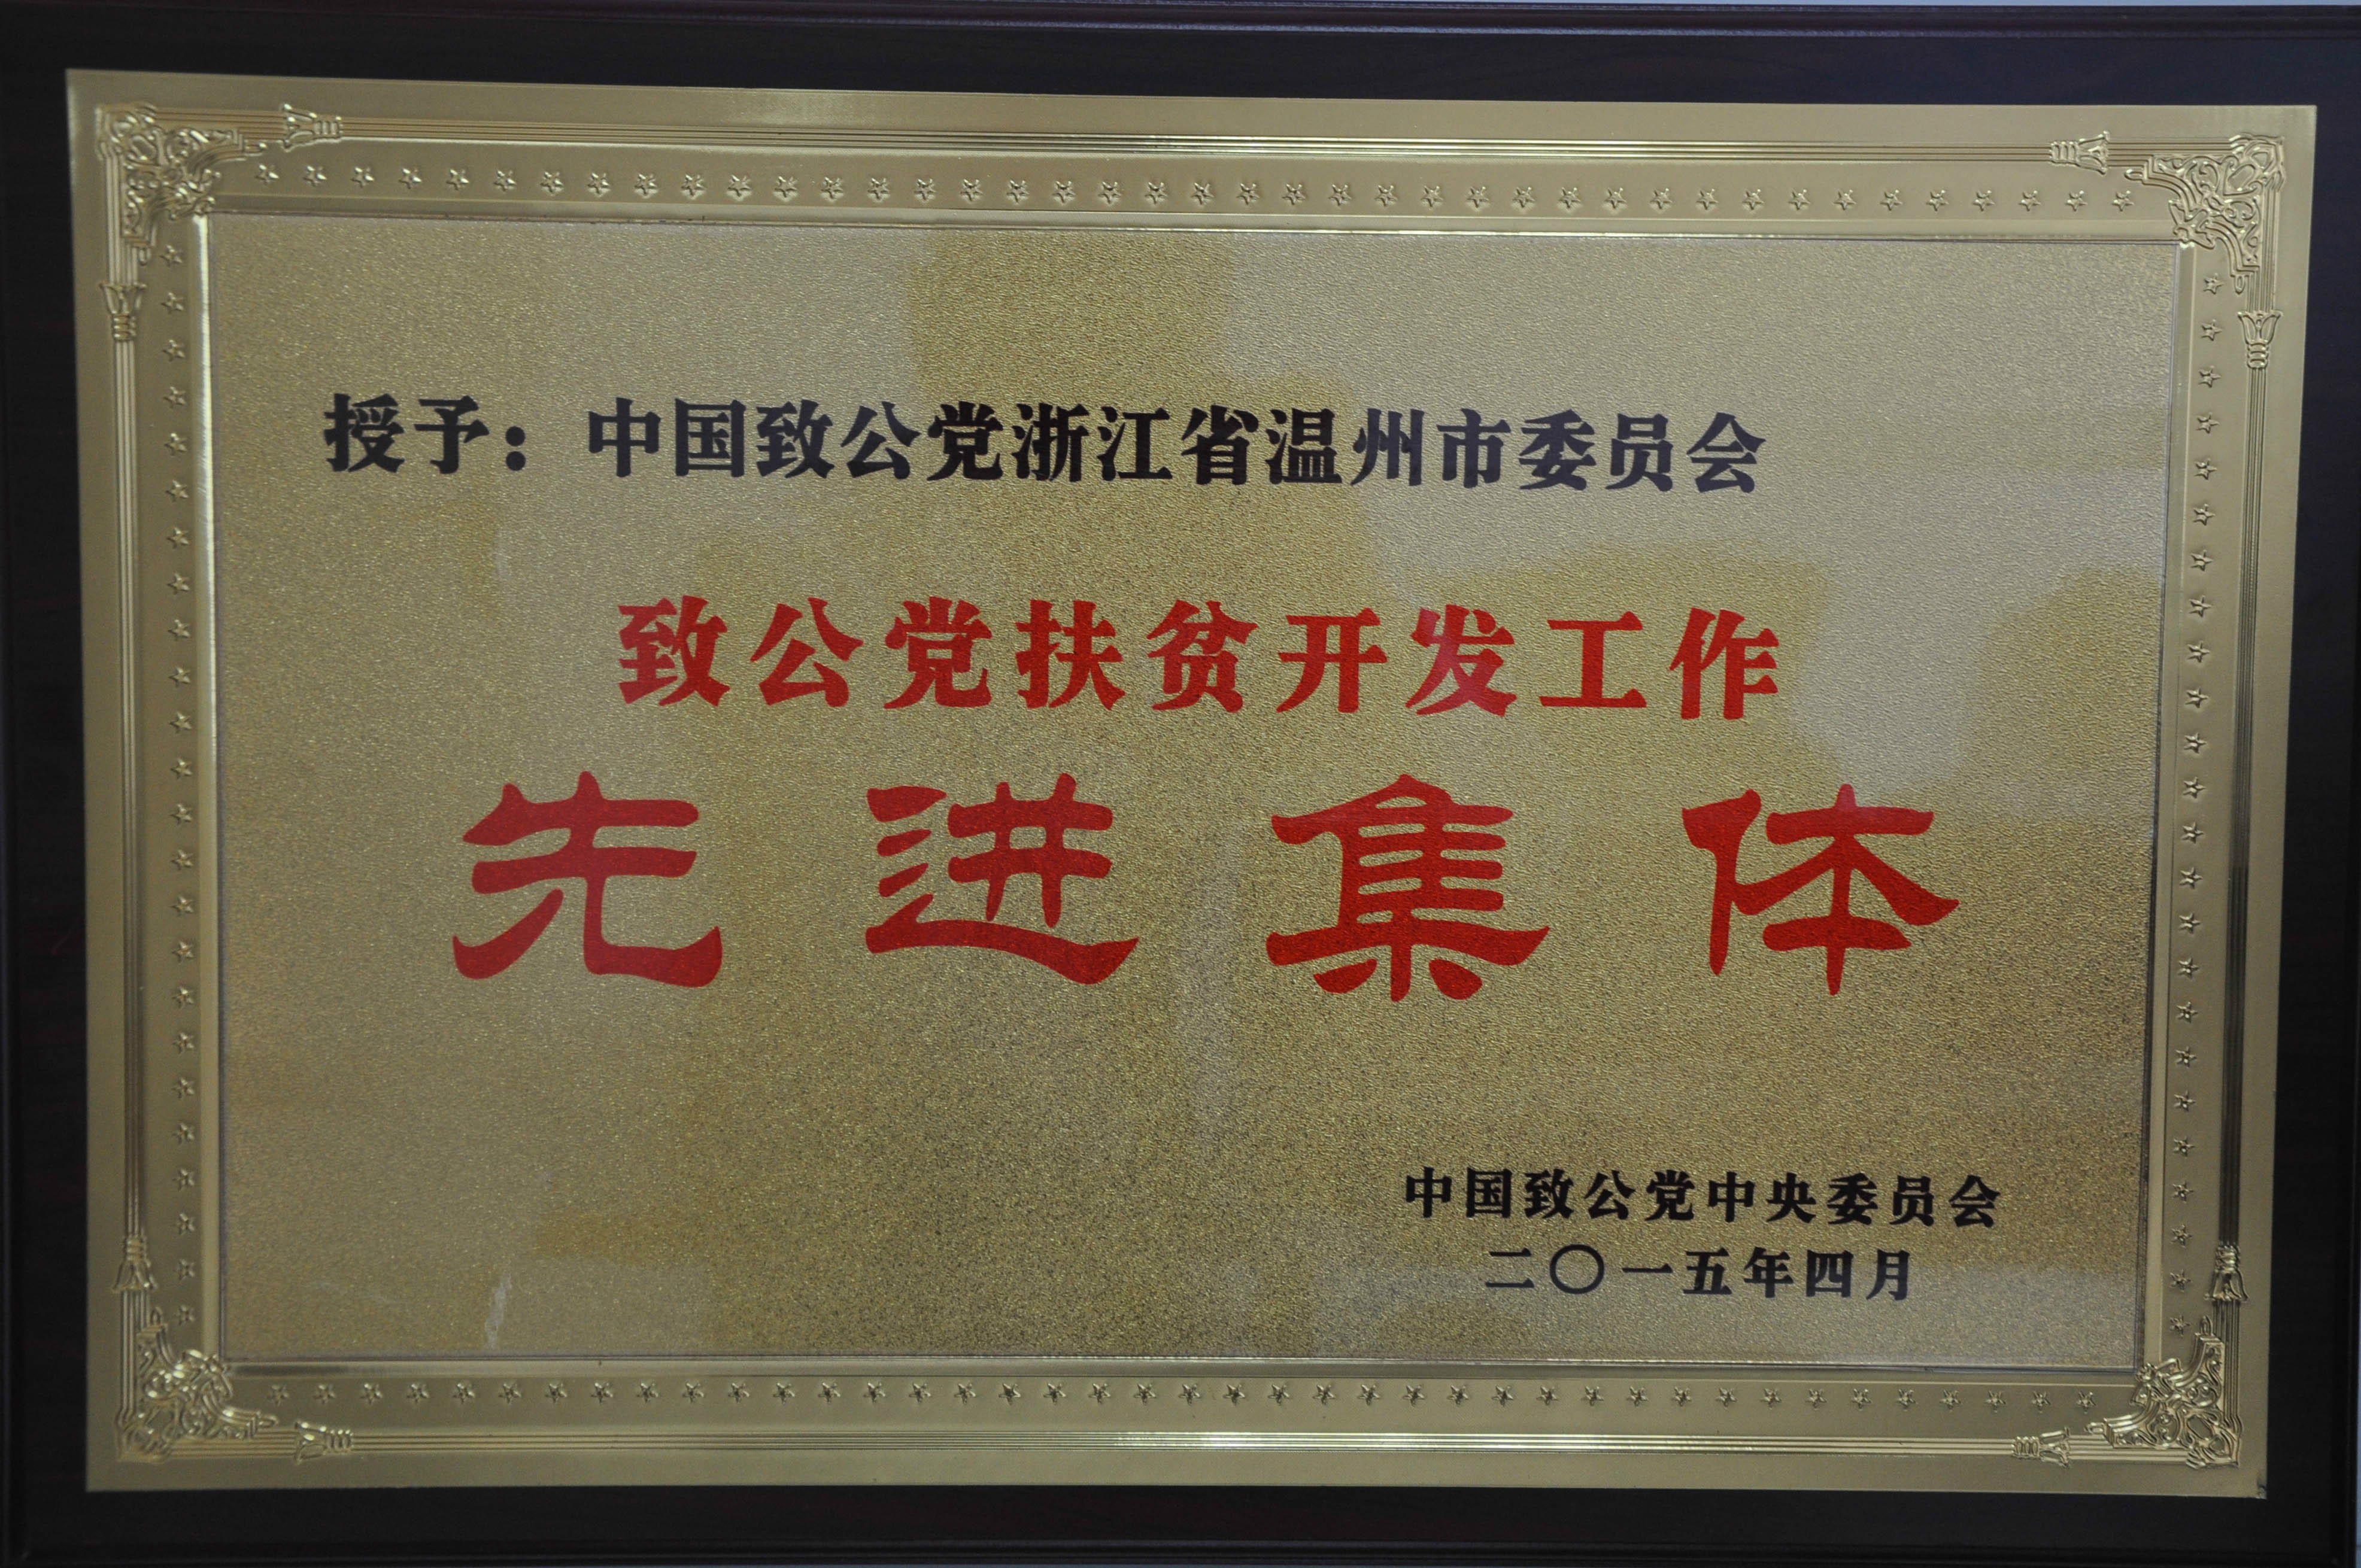 授予：中国致公党浙江省温州市委员会
致公党扶贫开发工作
先进集体
中国致公党中央委员会
二〇一五年四月